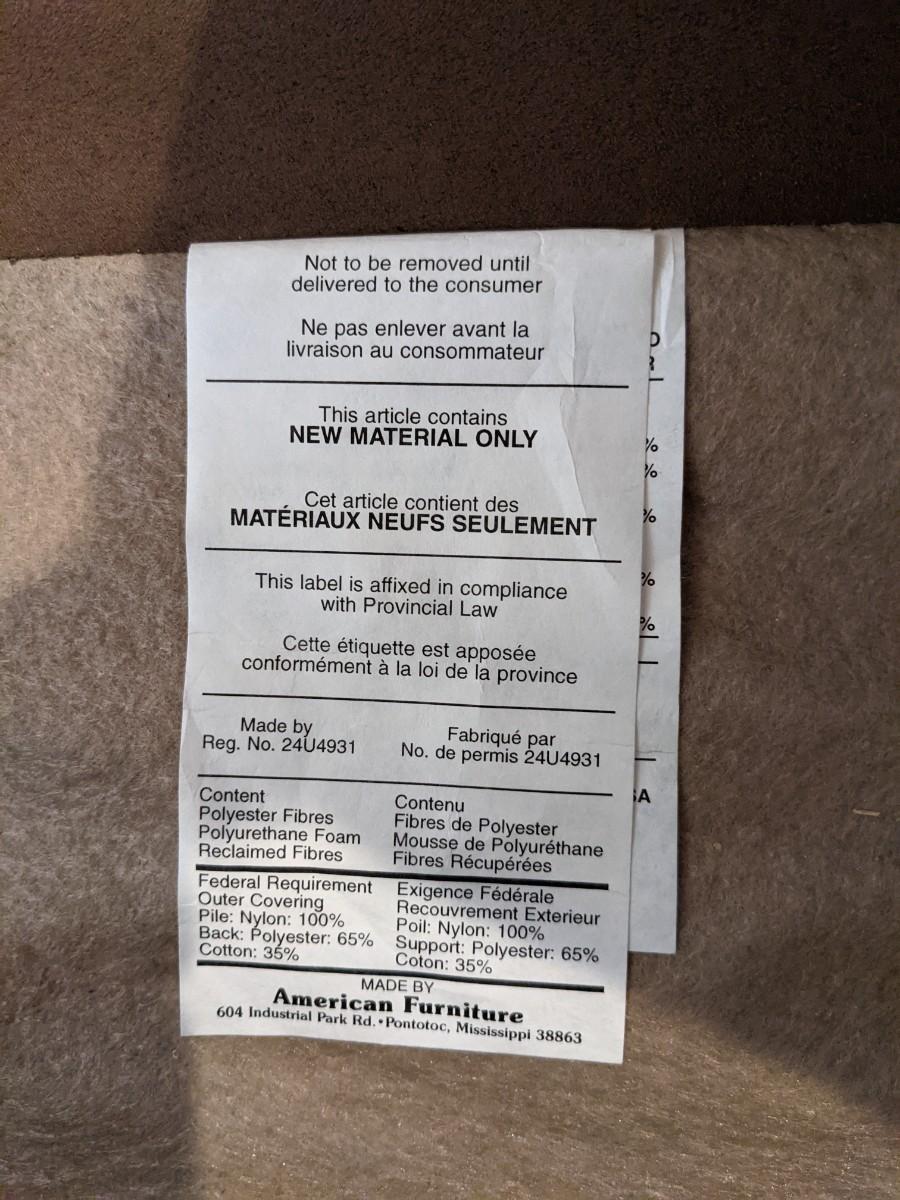 Not to be removed until
delivered to the consumer
Ne pas enlever avant la
livraison au consommateur
This article contains
NEW MATERIAL ONLY
Cet article contient des
MATÉRIAUX NEUFS SEULEMENT
This label is affixed in compliance
with Provincial Law
Cette étiquette est apposée
conformément à la loi de la province
Made by
Reg. No. 24U4931
Fabriqué par
No. de permis 24U4931
Content
Polyester Fibres
Polyurethane Foam
Reclaimed Fibres
Contenu
Fibres de Polyester
Mousse de Polyuréthane
Fibres Récupérées
Federal Requirement
Outer Covering
Pile: Nylon: 100%
Back: Polyester: 65%
Cotton: 35%
Exigence Fédérale
Recouvrement Exterieur
Poil: Nylon: 100%
Support: Polyester: 65%
Coton: 35%
MADE BY
American Furniture
604 Industrial Park Rd. • Pontotoc, Mississippi 38863
%
%
%
%
%